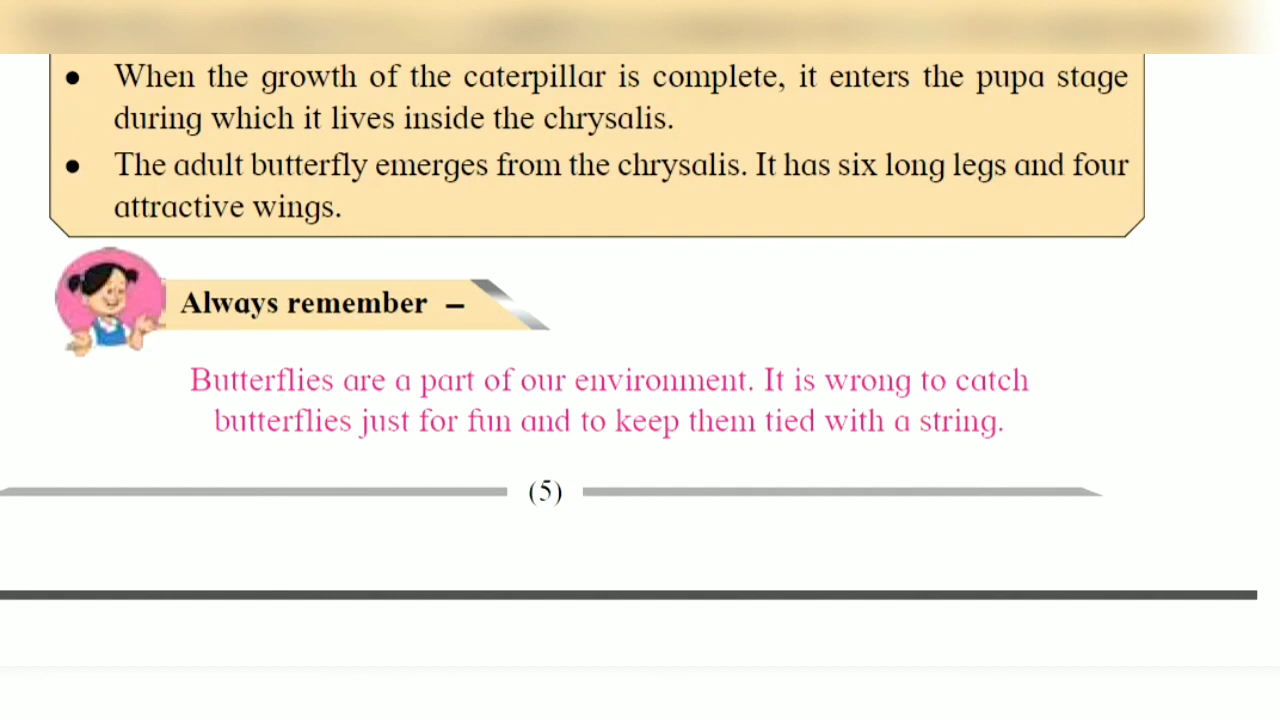 ● When the growth of the caterpillar is complete, it enters the pupa stage
during which it lives inside the chrysalis.
● The adult butterfly emerges from the chrysalis. It has six long legs and four
attractive wings.
Always remember –
Butterflies are a part of our environment. It is wrong to catch
butterflies just for fun and to keep them tied with a string.
(5)